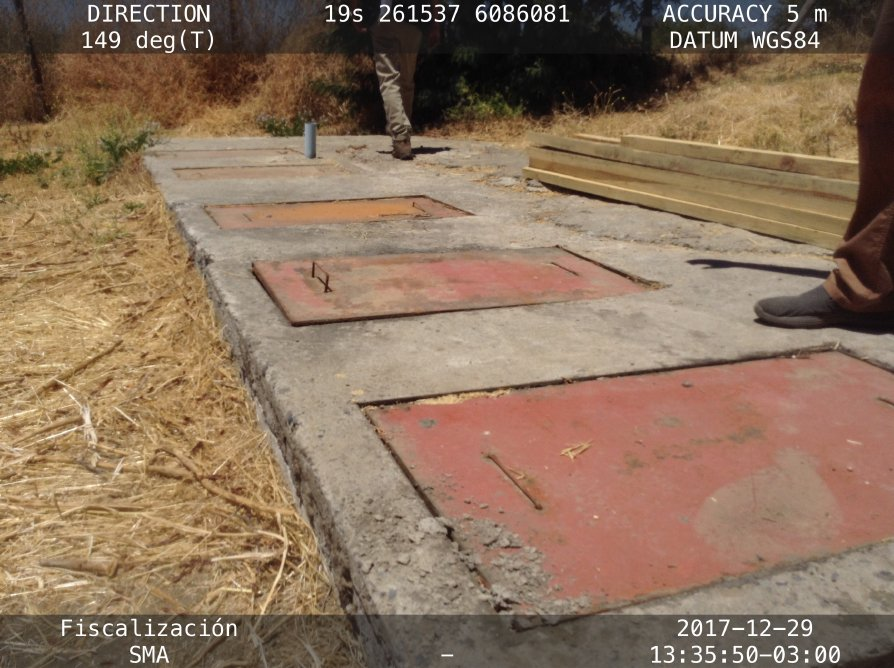 DIRECTION
149 deg(T)
19s 261537 6086081
ACCURACY 5 m
DATUM WGS84
Fiscalización
SMA
–
2017-12-29
13:35:50-03:00